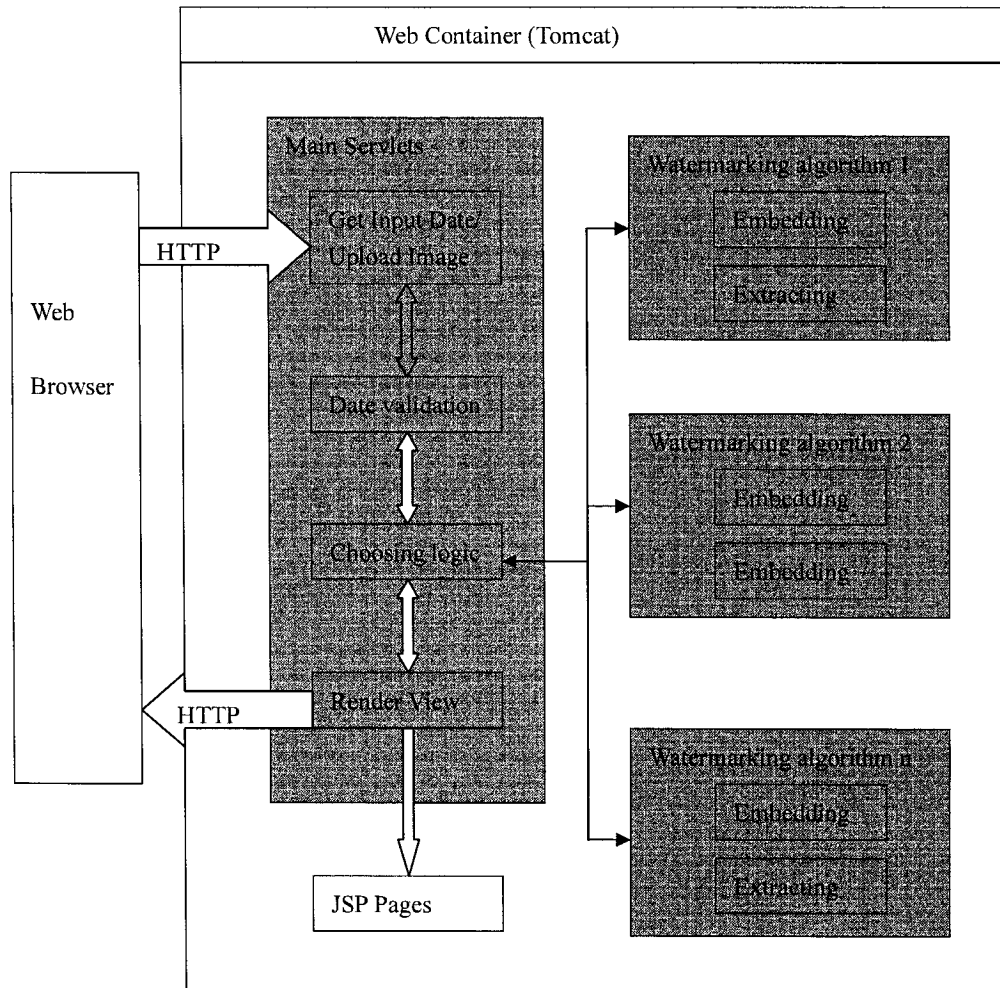 Web Container (Tomcat)
Main Servlets
Get Input Date/
Upload Image
HTTP
Web
Browser
Date validation
Choosing logic
Render View
HTTP
JSP Pages
Watermarking algorithm 1
Embedding
Extracting
Watermarking algorithm 2
Embedding
Embedding
Watermarking algorithm n
Embedding
Extracting